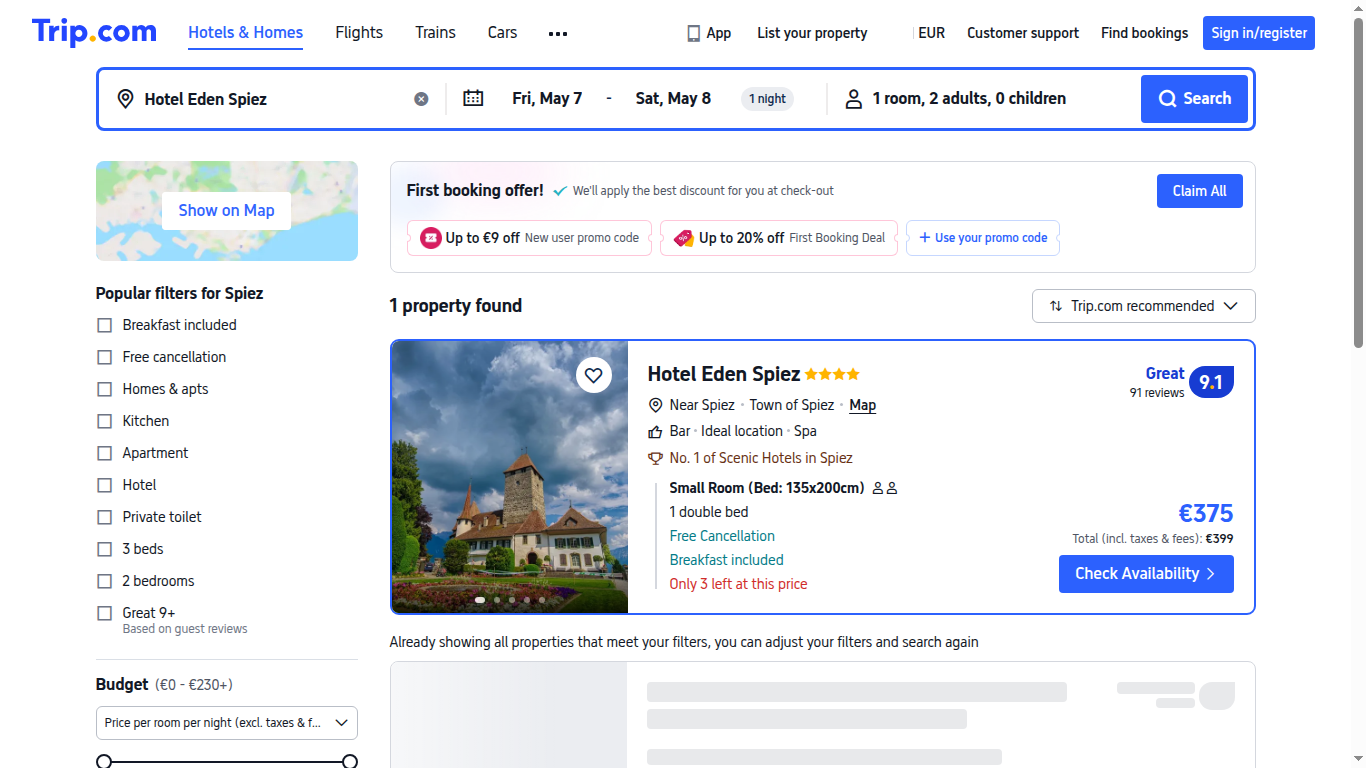 Trip.com
Hotels & Homes
Flights
Trains
Cars
App
List your property
EUR
Customer support
Find bookings
Sign in/register
Hotel Eden Spiez
Fri, May 7
-
Sat, May 8
1 night
1 room, 2 adults, 0 children
Search
Show on Map
First booking offer!
We'll apply the best discount for you at check-out
Claim All
Up to €9 off New user promo code
Up to 20% off First Booking Deal
+ Use your promo code
Popular filters for Spiez
Breakfast included
Free cancellation
Homes & apts
Kitchen
Apartment
Hotel
Private toilet
3 beds
2 bedrooms
Great 9+
Based on guest reviews
Budget (€0 - €230+)
Price per room per night (excl. taxes & f...
1 property found
Trip.com recommended
Hotel Eden Spiez
Great
91 reviews
9.1
Near Spiez · Town of Spiez · Map
Bar · Ideal location · Spa
No. 1 of Scenic Hotels in Spiez
Small Room (Bed: 135x200cm)
1 double bed
Free Cancellation
Breakfast included
Only 3 left at this price
€375
Total (incl. taxes & fees): €399
Check Availability
Already showing all properties that meet your filters, you can adjust your filters and search again